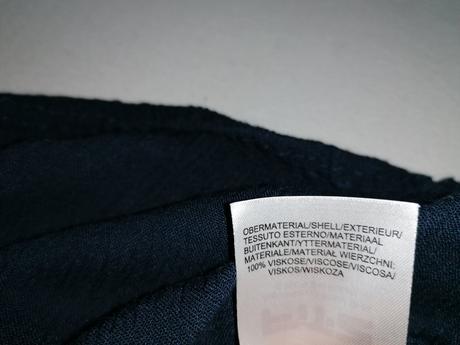 OBERMATERIAL/SHELL/EXTERIEUR/
TESSUTO ESTERNO/MATERIAAL
BUITENKANT/YTTERMATERIAL/
MATERIALE/MATERIAŁ WIERZCHNI:
100% VISKOSE/VISCOSE/VISCOSA/
VISKOS/WISKOZA